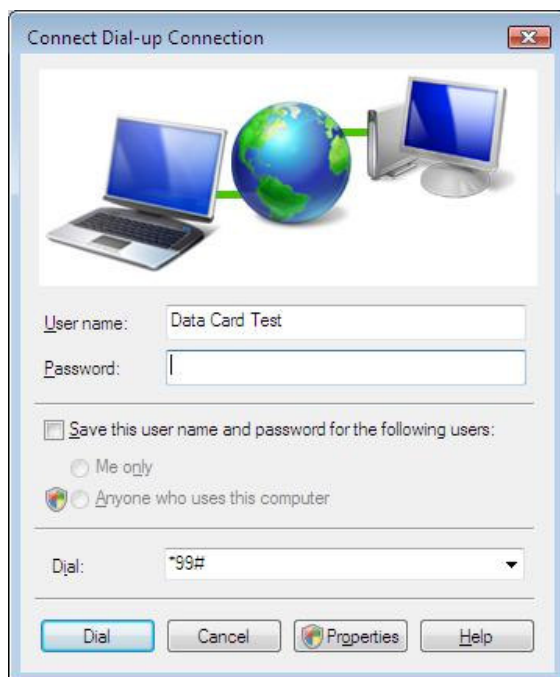 Connect Dial-up Connection
User name: Data Card Test
Password:
Save this user name and password for the following users:
Me only
Anyone who uses this computer
Dial: *99#
Dial Cancel Properties Help